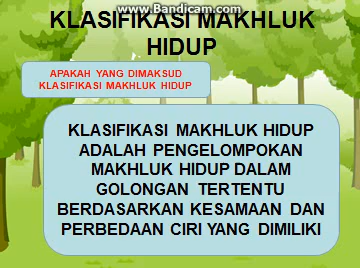 www.Bandicam.com
KLASIFIKASI MAKHLUK
HIDUP
APAKAH YANG DIMAKSUD
KLASIFIKASI MAKHLUK HIDUP
KLASIFIKASI MAKHLUK HIDUP
ADALAH PENGELOMPOKAN
MAKHLUK HIDUP DALAM
GOLONGAN TERTENTU
BERDASARKAN KESAMAAN DAN
PERBEDAAN CIRI YANG DIMILIKI